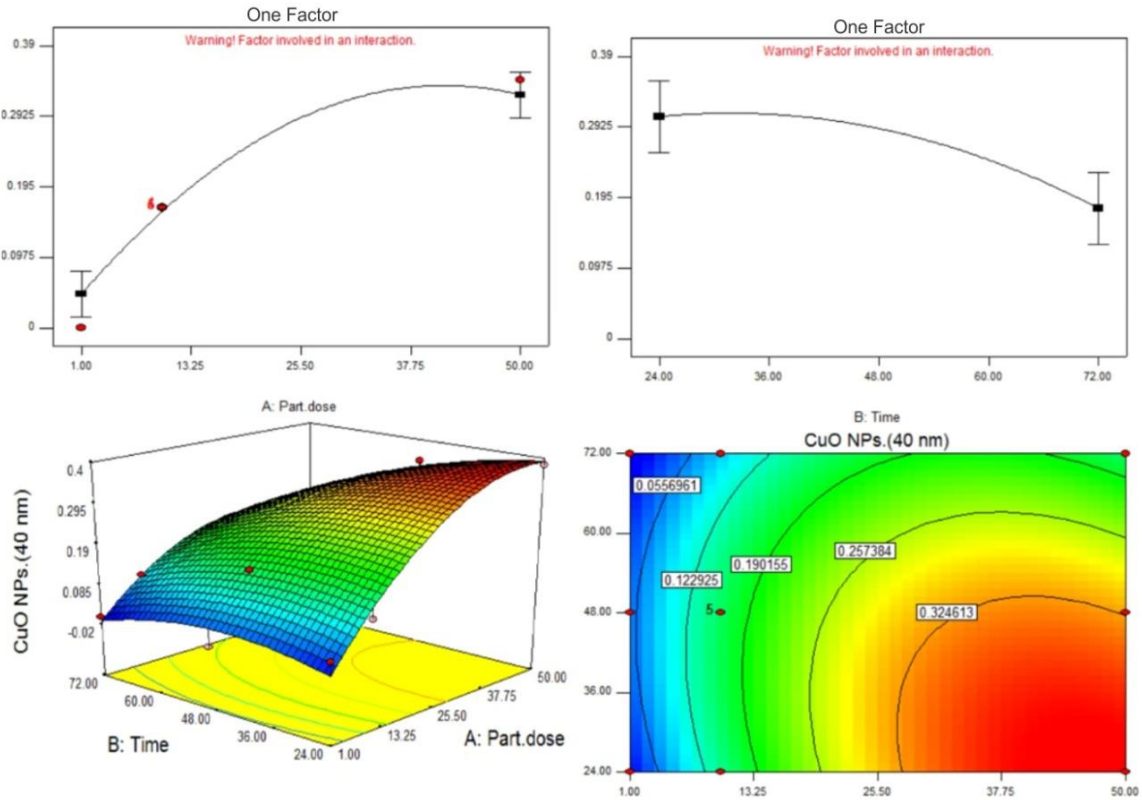 One Factor
Warning! Factor involved in an interaction.
0.39
0.2925
0.195
0.0975
0
1.00 13.25 25.50 37.75 50.00
A: Part.dose
One Factor
Warning! Factor involved in an interaction.
0.39
0.2925
0.195
0.0975
0
24.00 36.00 48.00 60.00 72.00
B: Time
CuO NPs.(40 nm)
0.4
0.295
0.19
0.085
-0.02
72.00
60.00
48.00
36.00
24.00
B: Time
1.00
13.25
25.50
37.75
50.00
A: Part.dose
CuO NPs.(40 nm)
72.00
60.00
48.00
36.00
24.00
0.0556961
0.122925
0.190155
0.257384
0.324613
5
1.00 13.25 25.50 37.75 50.00